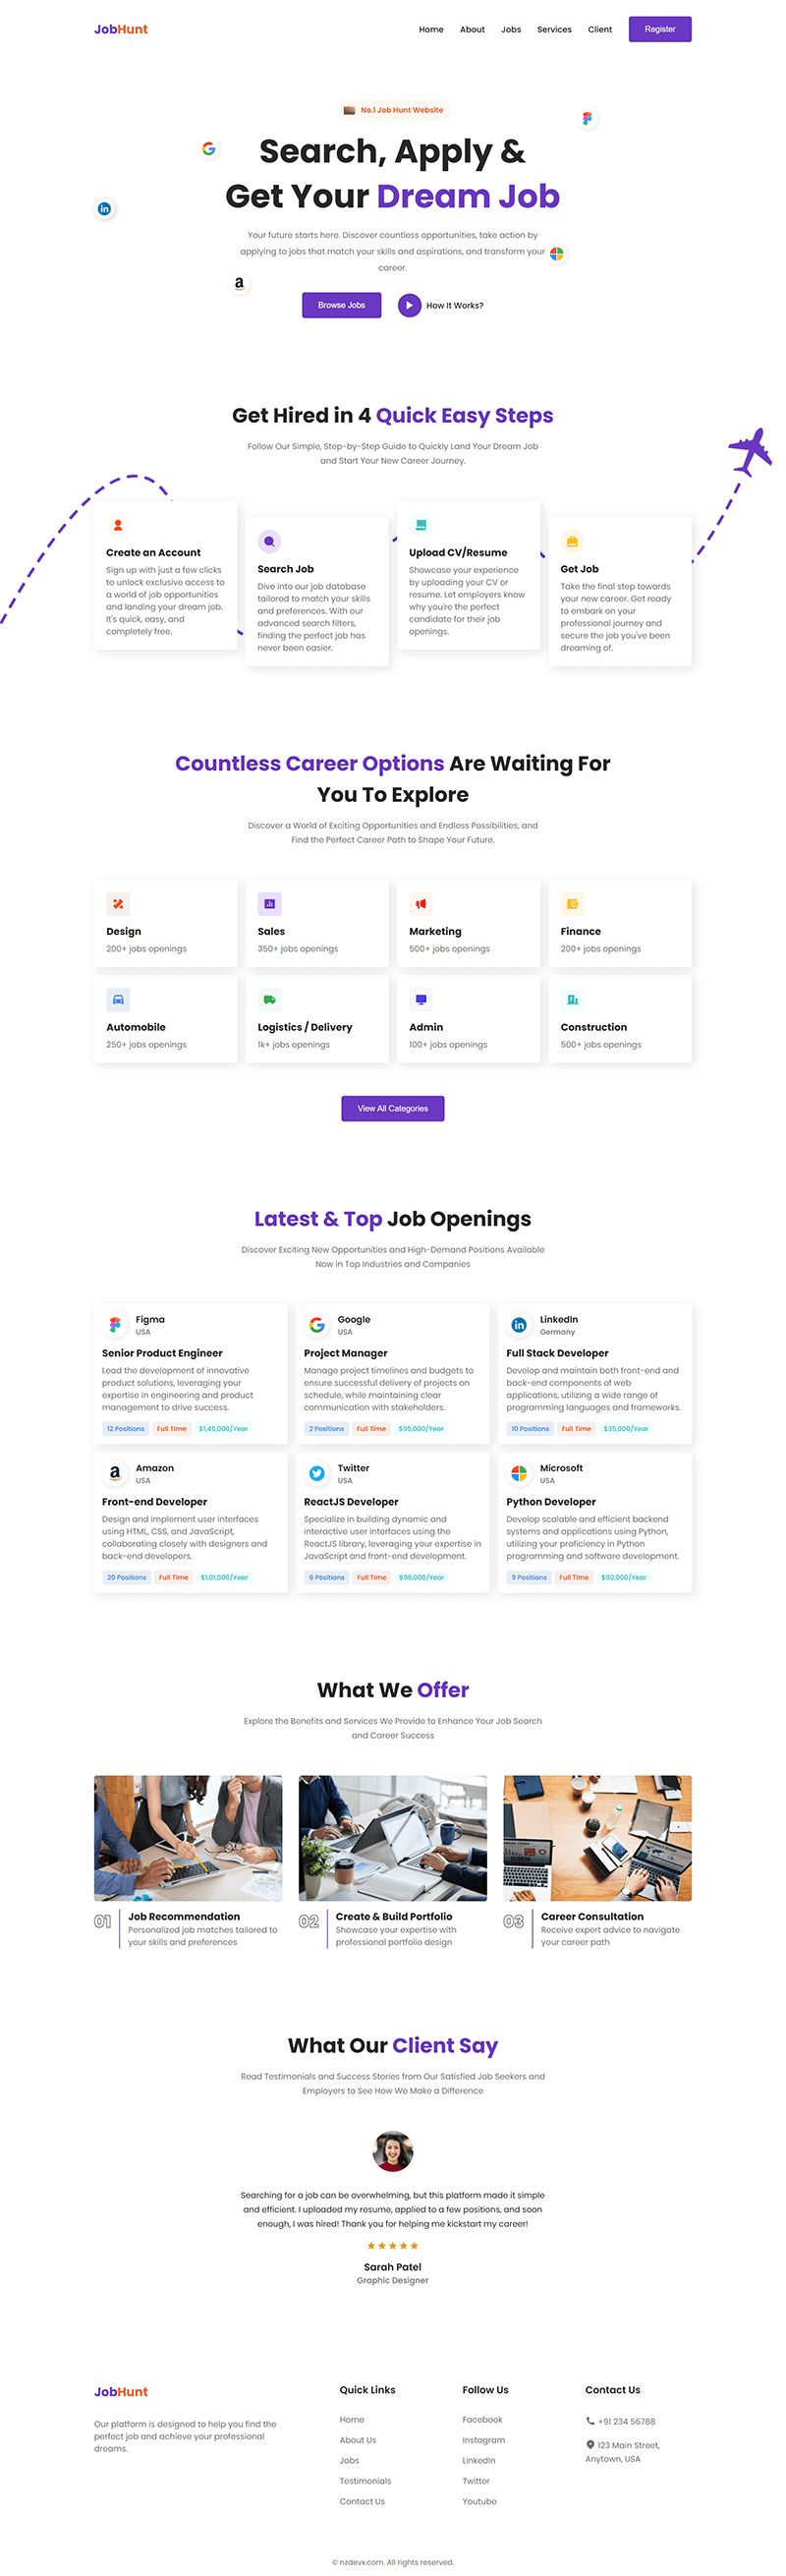 JobHunt
Home About Jobs Services Client Register
No.1 Job Hunt Website
Search, Apply &
Get Your Dream Job
Your future starts here. Discover countless opportunities, take action by
applying to jobs that match your skills and aspirations, and transform your
career.
Browse Jobs
How It Works?
Get Hired in 4 Quick Easy Steps
Follow Our Simple, Step-by-Step Guide to Quickly Land Your Dream Job
and Start Your New Career Journey.
Create an Account
Sign up with just a few clicks
to unlock exclusive access to
a world of job opportunities
and landing your dream job.
It's quick, easy, and
completely free.
Search Job
Dive into our job database
tailored to match your skills
and preferences. With our
advanced search filters,
finding the perfect job has
never been easier.
Upload CV/Resume
Showcase your experience
by uploading your CV or
resume. Let employers know
why you're the perfect
candidate for their job
openings.
Get Job
Take the final step towards
your new career. Get ready
to embark on your
professional journey and
secure the job you've been
dreaming of.
Countless Career Options Are Waiting For
You To Explore
Discover a World of Exciting Opportunities and Endless Possibilities, and
Find the Perfect Career Path to Shape Your Future.
Design
200+ jobs openings
Sales
350+ jobs openings
Marketing
500+ jobs openings
Finance
200+ jobs openings
Automobile
250+ jobs openings
Logistics / Delivery
1k+ jobs openings
Admin
100+ jobs openings
Construction
500+ jobs openings
View All Categories
Latest & Top Job Openings
Discover Exciting New Opportunities and High-Demand Positions Available
Now in Top Industries and Companies
Figma
USA
Senior Product Engineer
Lead the development of innovative
product solutions, leveraging your
expertise in engineering and product
management to drive success.
12 Positions Full Time $1,45,000/Year
Google
USA
Project Manager
Manage project timelines and budgets to
ensure successful delivery of projects on
schedule, while maintaining clear
communication with stakeholders.
2 Positions Full Time $95,000/Year
LinkedIn
Germany
Full Stack Developer
Develop and maintain both front-end and
back-end components of web
applications, utilizing a wide range of
programming languages and frameworks.
10 Positions Full Time $35,000/Year
Amazon
USA
Front-end Developer
Design and implement user interfaces
using HTML, CSS, and JavaScript,
collaborating closely with designers and
back-end developers.
20 Positions Full Time $1,01,000/Year
Twitter
USA
ReactJS Developer
Specialize in building dynamic and
interactive user interfaces using the
ReactJS library, leveraging your expertise in
JavaScript and front-end development.
6 Positions Full Time $98,000/Year
Microsoft
USA
Python Developer
Develop scalable and efficient backend
systems and applications using Python,
utilizing your proficiency in Python
programming and software development.
9 Positions Full Time $80,000/Year
What We Offer
Explore the Benefits and Services We Provide to Enhance Your Job Search
and Career Success
01
Job Recommendation
Personalized job matches tailored to
your skills and preferences
02
Create & Build Portfolio
Showcase your expertise with
professional portfolio design
03
Career Consultation
Receive expert advice to navigate
your career path
What Our Client Say
Read Testimonials and Success Stories from Our Satisfied Job Seekers and
Employers to See How We Make a Difference
Searching for a job can be overwhelming, but this platform made it simple
and efficient. I uploaded my resume, applied to a few positions, and soon
enough, I was hired! Thank you for helping me kickstart my career!
Sarah Patel
Graphic Designer
JobHunt
Our platform is designed to help you find the
perfect job and achieve your professional
dreams.
Quick Links
Home
About Us
Jobs
Testimonials
Contact Us
Follow Us
Facebook
Instagram
LinkedIn
Twitter
Youtube
Contact Us
+91 234 56788
123 Main Street,
Anytown, USA
© nzdevx.com. All rights reserved.